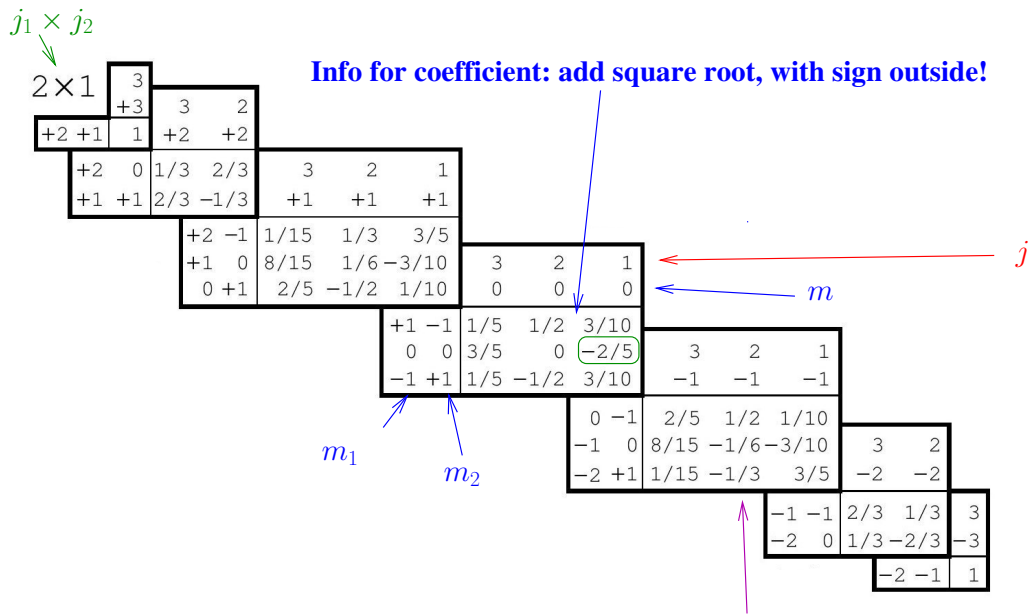 j₁ × j₂
Info for coefficient: add square root, with sign outside!
2×1 3
+3 3 2
+2 +1 1 +2 +2
+2 0 1/3 2/3 3 2 1
+1 +1 2/3 −1/3 +1 +1 +1
+2 −1 1/15 1/3 3/5
+1 0 8/15 1/6 −3/10 3 2 1 j
0 +1 2/5 −1/2 1/10 0 0 0 m
+1 −1 1/5 1/2 3/10
0 0 3/5 0 −2/5 3 2 1
−1 +1 1/5 −1/2 3/10 −1 −1 −1
0 −1 2/5 1/2 1/10
−1 0 8/15 −1/6 −3/10 3 2
−2 +1 1/15 −1/3 3/5 −2 −2
m₁
m₂
−1 −1 2/3 1/3 3
−2 0 1/3 −2/3 −3
−2 −1 1